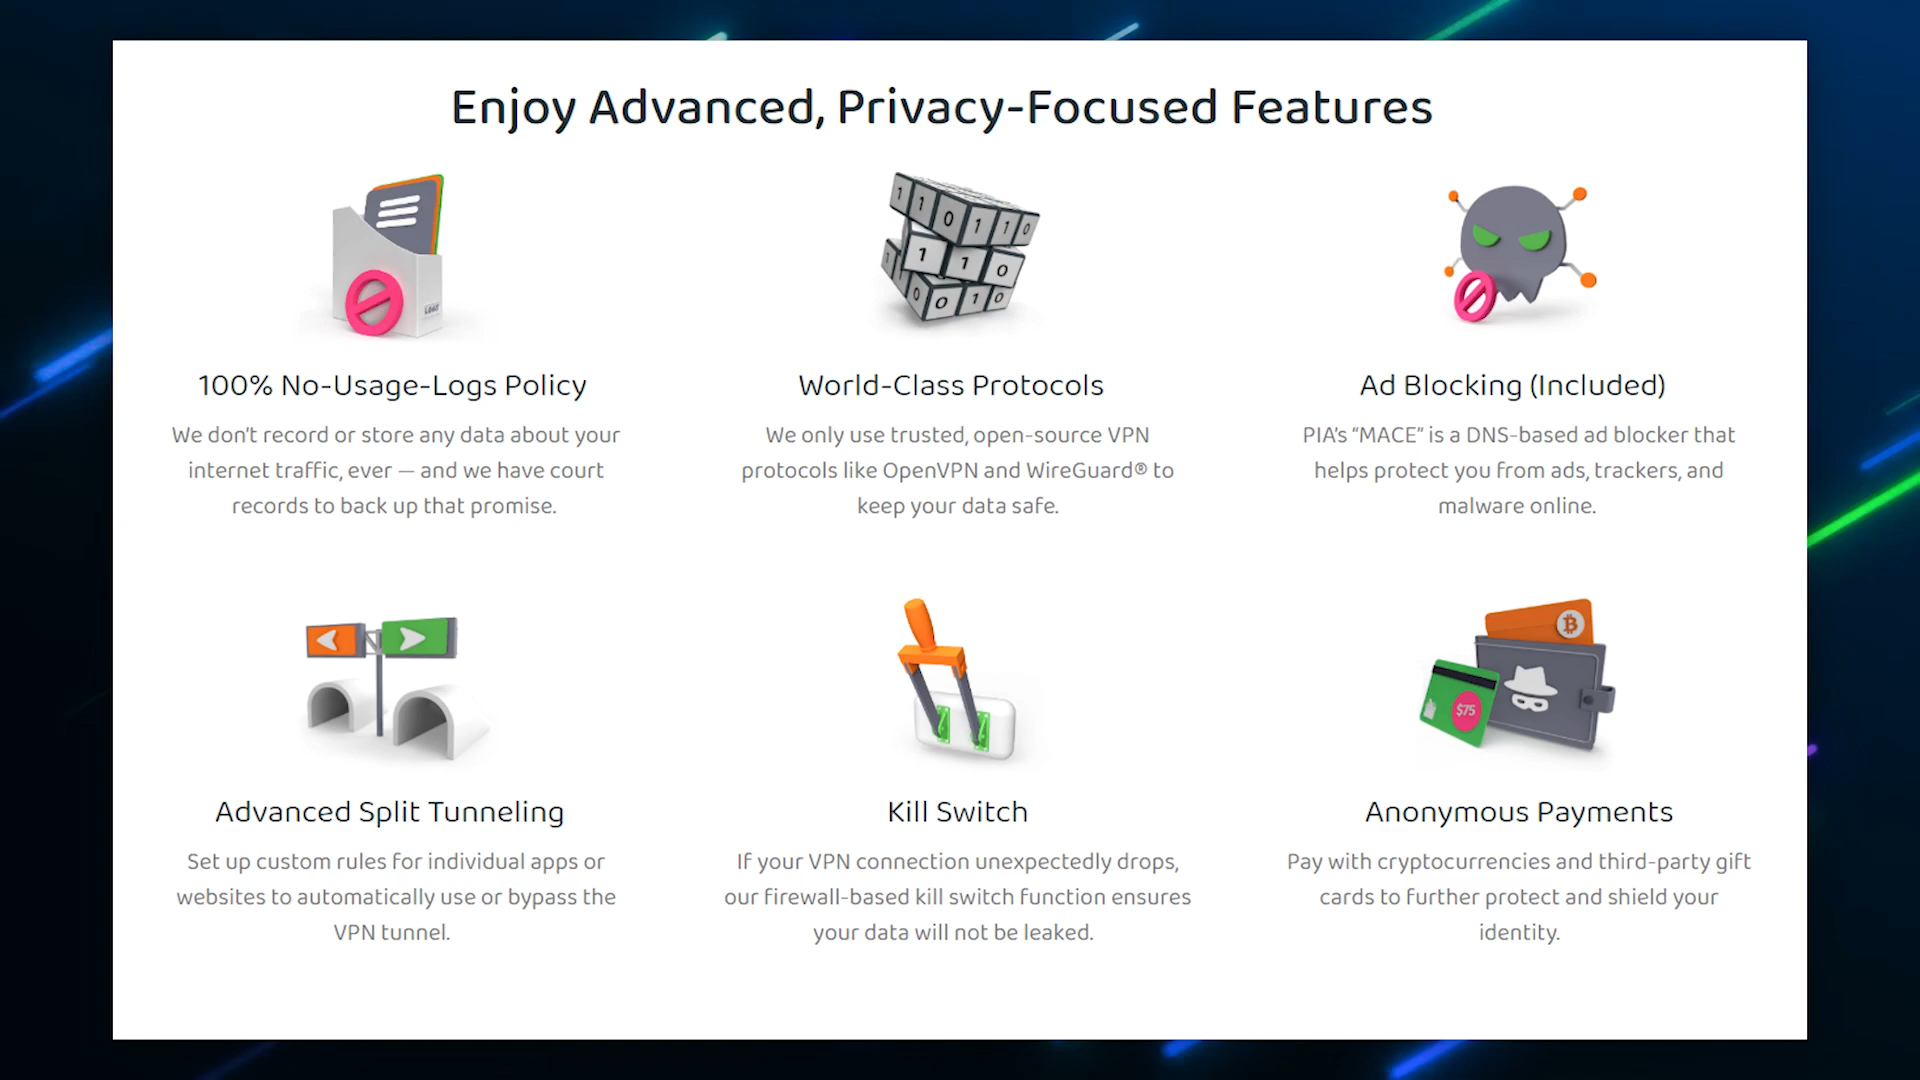 Enjoy Advanced, Privacy-Focused Features
100% No-Usage-Logs Policy
We don't record or store any data about your
internet traffic, ever — and we have court
records to back up that promise.
World-Class Protocols
We only use trusted, open-source VPN
protocols like OpenVPN and WireGuard® to
keep your data safe.
Ad Blocking (Included)
PIA's “MACE” is a DNS-based ad blocker that
helps protect you from ads, trackers, and
malware online.
Advanced Split Tunneling
Set up custom rules for individual apps or
websites to automatically use or bypass the
VPN tunnel.
Kill Switch
If your VPN connection unexpectedly drops,
our firewall-based kill switch function ensures
your data will not be leaked.
$75
Anonymous Payments
Pay with cryptocurrencies and third-party gift
cards to further protect and shield your
identity.